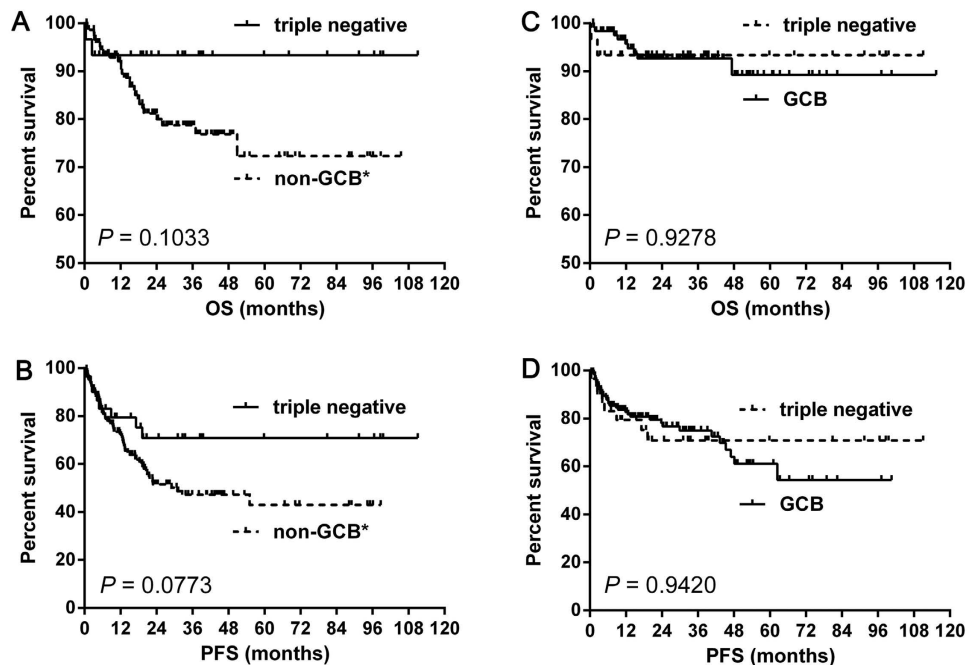 A
Percent survival
100
90
80
70
60
50
triple negative
non-GCB*
P = 0.1033
0 12 24 36 48 60 72 84 96 108 120
OS (months)
C
Percent survival
100
90
80
70
60
50
triple negative
GCB
P = 0.9278
0 12 24 36 48 60 72 84 96 108 120
OS (months)
B
Percent survival
100
80
60
40
20
0
triple negative
non-GCB*
P = 0.0773
0 12 24 36 48 60 72 84 96 108 120
PFS (months)
D
Percent survival
100
80
60
40
20
0
triple negative
GCB
P = 0.9420
0 12 24 36 48 60 72 84 96 108 120
PFS (months)